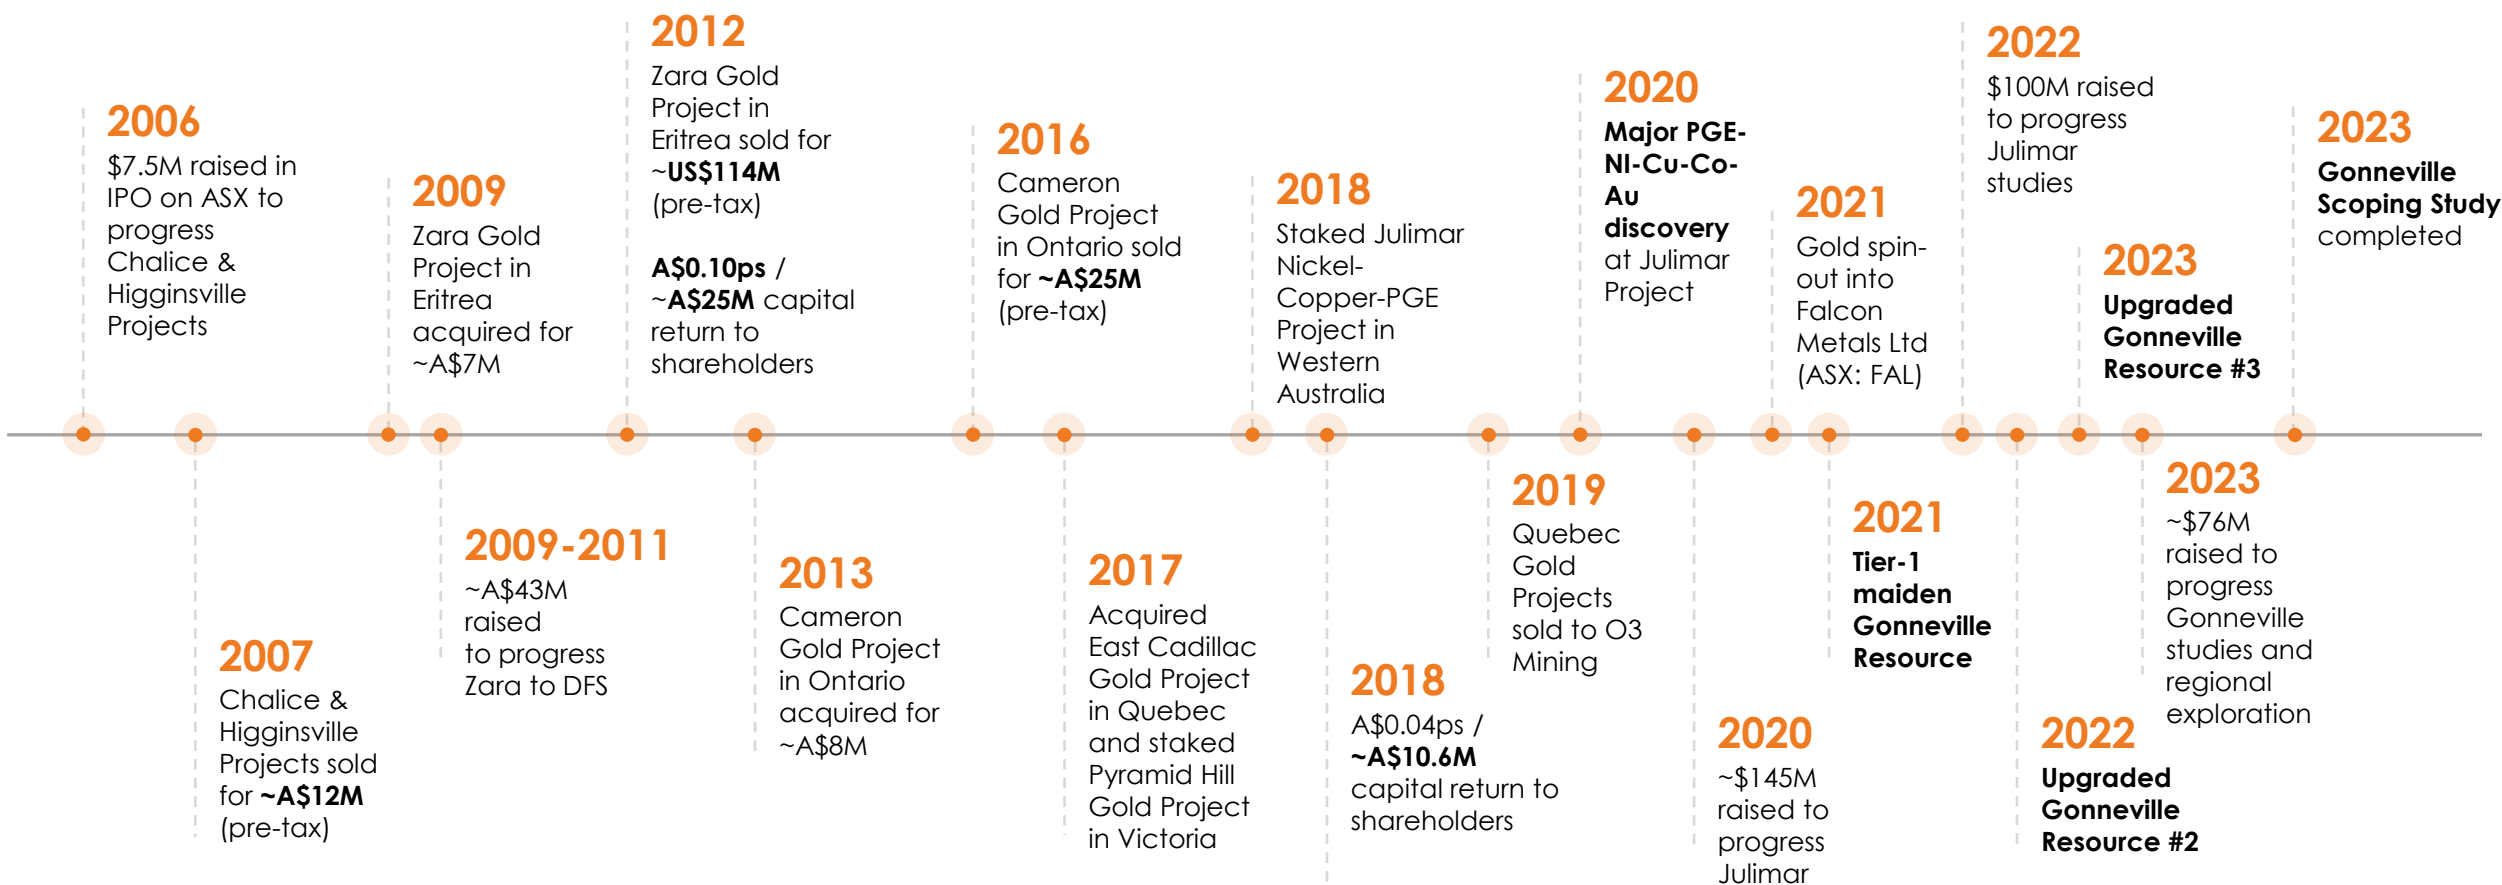 2006
$7.5M raised in
IPO on ASX to
progress
Chalice &
Higginsville
Projects
2007
Chalice &
Higginsville
Projects sold
for ~A$12M
(pre-tax)
2009
Zara Gold
Project in
Eritrea
acquired for
~A$7M
2009-2011
~A$43M
raised
to progress
Zara to DFS
2012
Zara Gold
Project in
Eritrea sold for
~US$114M
(pre-tax)
A$0.10ps /
~A$25M capital
return to
shareholders
2013
Cameron
Gold Project
in Ontario
acquired for
~A$8M
2016
Cameron
Gold Project
in Ontario sold
for ~A$25M
(pre-tax)
2017
Acquired
East Cadillac
Gold Project
in Quebec
and staked
Pyramid Hill
Gold Project
in Victoria
2018
Staked Julimar
Nickel-
Copper-PGE
Project in
Western
Australia
2018
A$0.04ps /
~A$10.6M
capital return to
shareholders
2019
Quebec
Gold
Projects
sold to O3
Mining
2020
Major PGE-
NI-Cu-Co-
Au
discovery
at Julimar
Project
2020
~$145M
raised to
progress
Julimar
2021
Gold spin-
out into
Falcon
Metals Ltd
(ASX: FAL)
2021
Tier-1
maiden
Gonneville
Resource
2022
$100M raised
to progress
Julimar
studies
2022
Upgraded
Gonneville
Resource #2
2023
Upgraded
Gonneville
Resource #3
2023
~$76M
raised to
progress
Gonneville
studies and
regional
exploration
2023
Gonneville
Scoping Study
completed